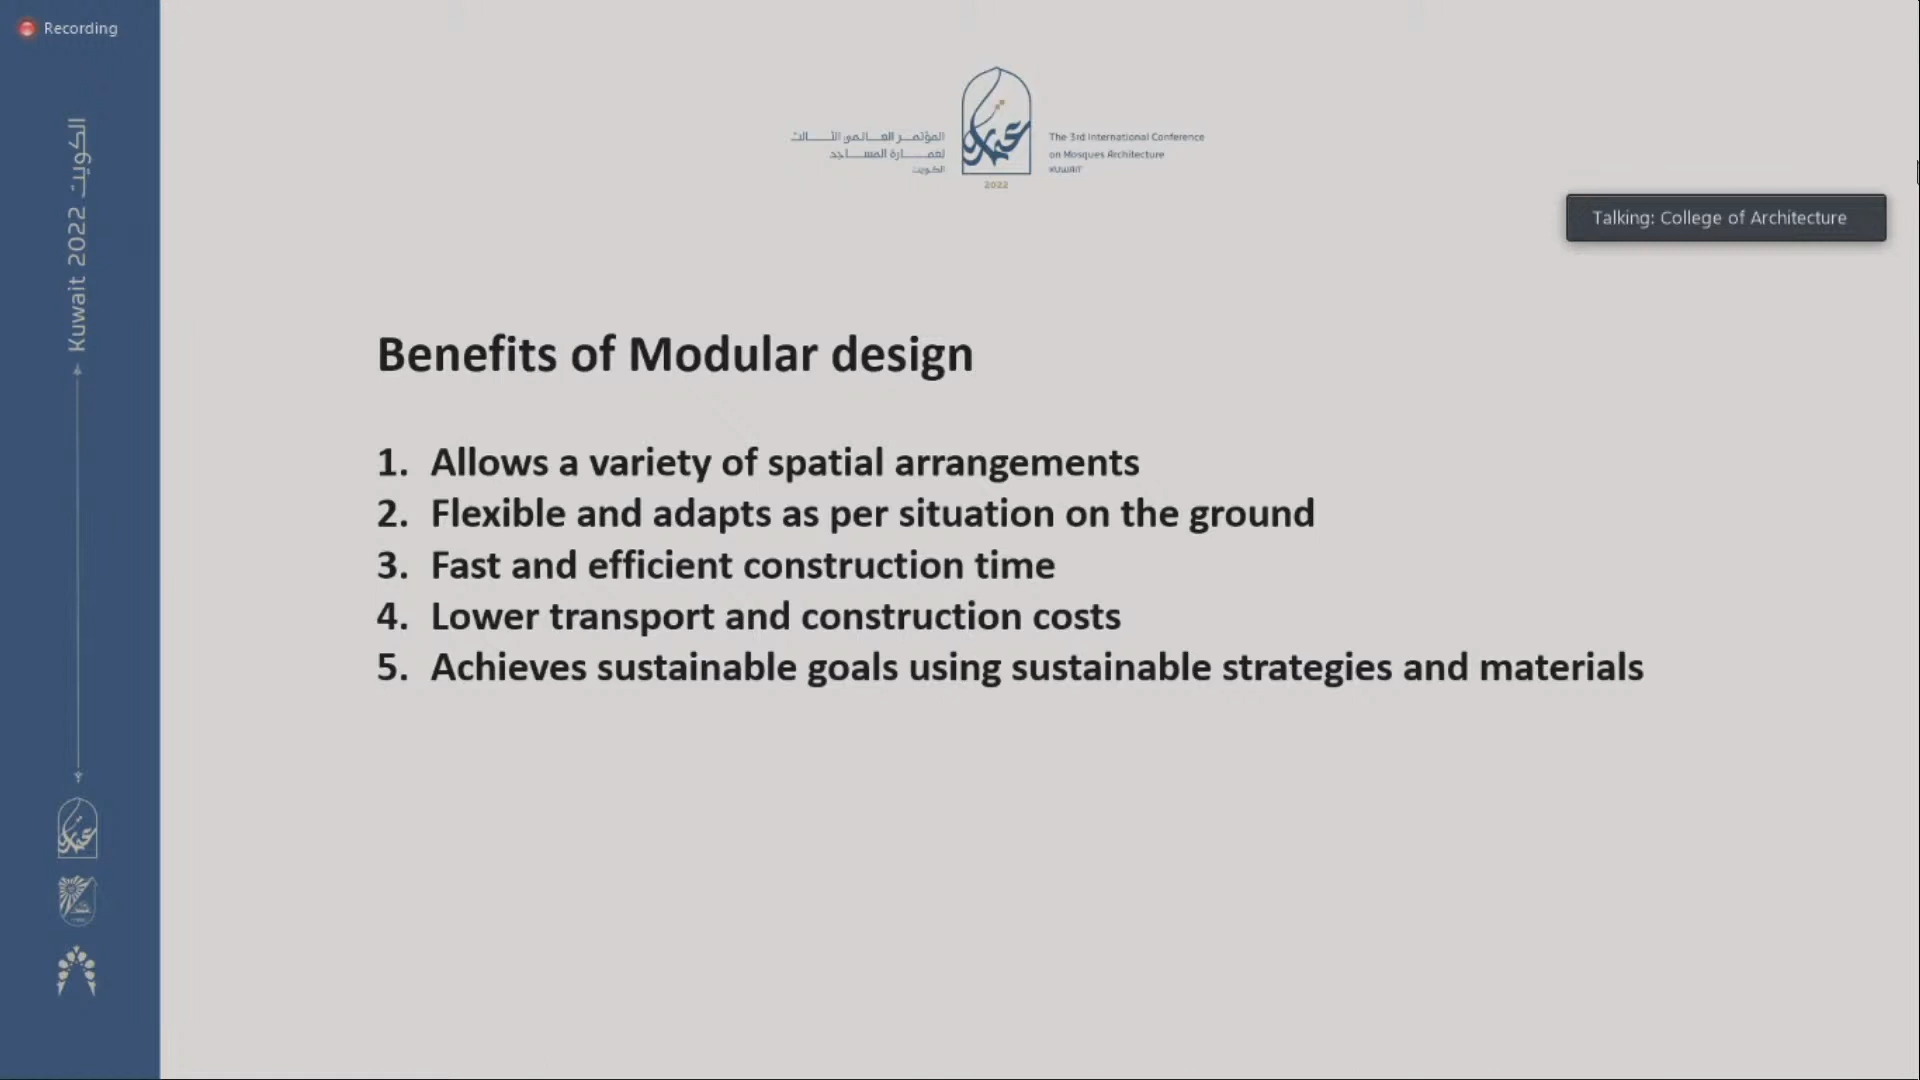 Recording
الكويت Kuwait 2022
المؤتمر العالمي الثالث
لعمارة المساجد
الكويت
2022
The 3rd International Conference
on Mosques Architecture
KUWAIT
Talking: College of Architecture
Benefits of Modular design
1. Allows a variety of spatial arrangements
2. Flexible and adapts as per situation on the ground
3. Fast and efficient construction time
4. Lower transport and construction costs
5. Achieves sustainable goals using sustainable strategies and materials